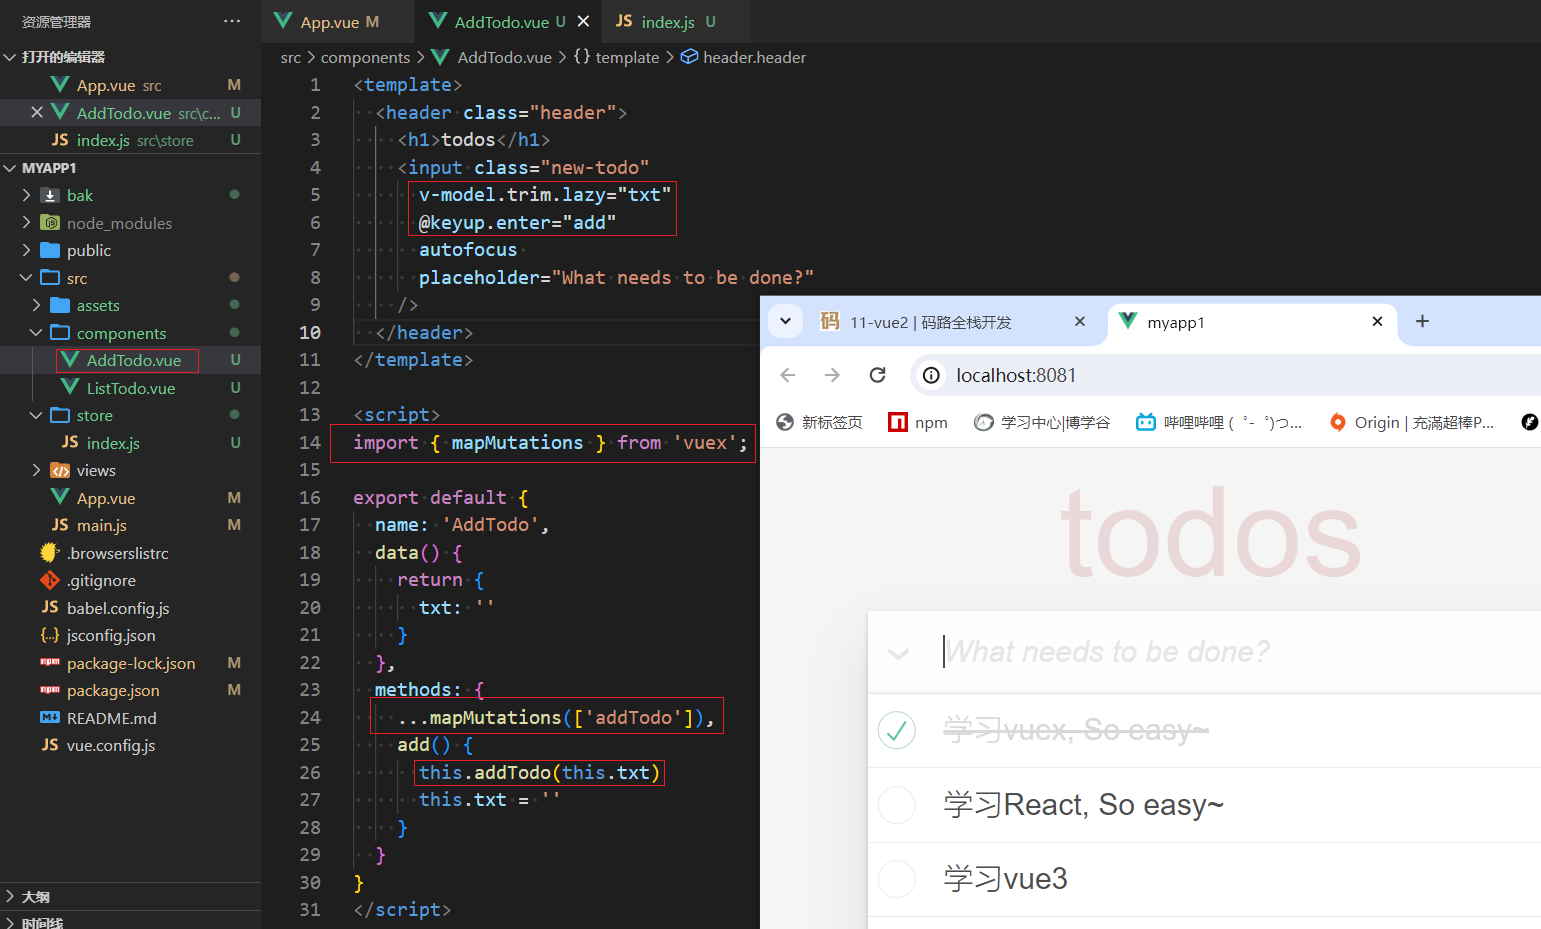 资源管理器 ···
打开的编辑器
App.vue src M
AddTodo.vue src\c... U
JS index.js src\store U
MYAPP1
bak
node_modules
public
src
assets
components
AddTodo.vue U
ListTodo.vue U
store
JS index.js U
views
App.vue M
JS main.js M
.browserslistrc
.gitignore
JS babel.config.js
{..} jsconfig.json
npm package-lock.json M
npm package.json M
README.md
JS vue.config.js
大纲
时间线
App.vue M
AddTodo.vue U
JS index.js U
src > components > AddTodo.vue > {} template > header.header
1 <template>
2 <header class="header">
3 <h1>todos</h1>
4 <input class="new-todo"
5 v-model.trim.lazy="txt"
6 @keyup.enter="add"
7 autofocus
8 placeholder="What needs to be done?"
9 />
10 </header>
11 </template>
12
13 <script>
14 import { mapMutations } from 'vuex';
15
16 export default {
17 name: 'AddTodo',
18 data() {
19 return {
20 txt: ''
21 }
22 },
23 methods: {
24 ...mapMutations(['addTodo']),
25 add() {
26 this.addTodo(this.txt)
27 this.txt = ''
28 }
29 }
30 }
31 </script>
码 11-vue2 | 码路全栈开发
myapp1
localhost:8081
新标签页
npm
学习中心|博学谷
哔哩哔哩 (゜-゜)つ...
Origin | 充满超棒P...
todos
What needs to be done?
学习vuex, So easy~
学习React, So easy~
学习vue3